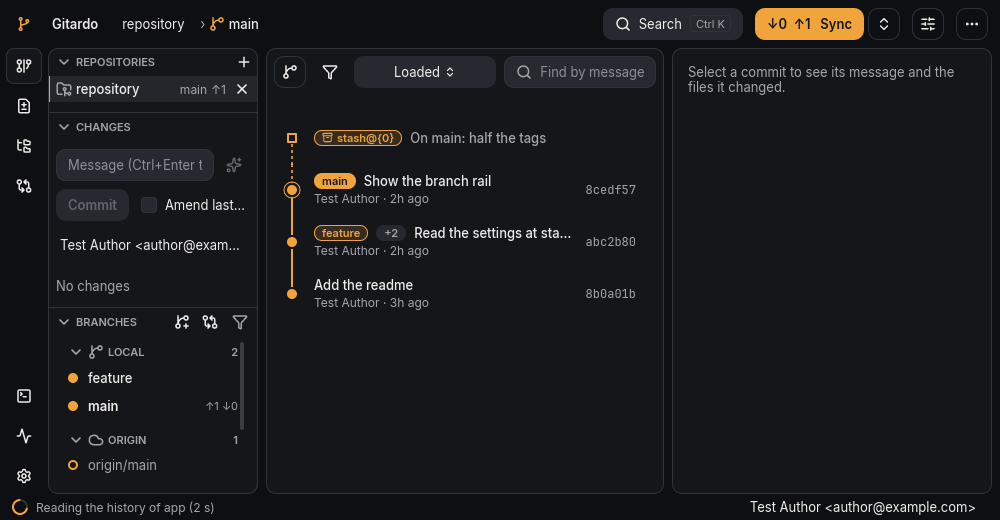 Gitardo repository › main Search Ctrl K ↓0 ↑1 Sync
REPOSITORIES
repository main ↑1
CHANGES
Message (Ctrl+Enter t
Commit Amend last...
Test Author <author@exam...
No changes
BRANCHES
LOCAL 2
feature
main ↑1 ↓0
ORIGIN 1
origin/main
Loaded Find by message
stash@{0} On main: half the tags
main Show the branch rail
Test Author · 2h ago 8cedf57
feature +2 Read the settings at sta...
Test Author · 2h ago abc2b80
Add the readme
Test Author · 3h ago 8b0a01b
Select a commit to see its message and the
files it changed.
Reading the history of app (2 s) Test Author <author@example.com>